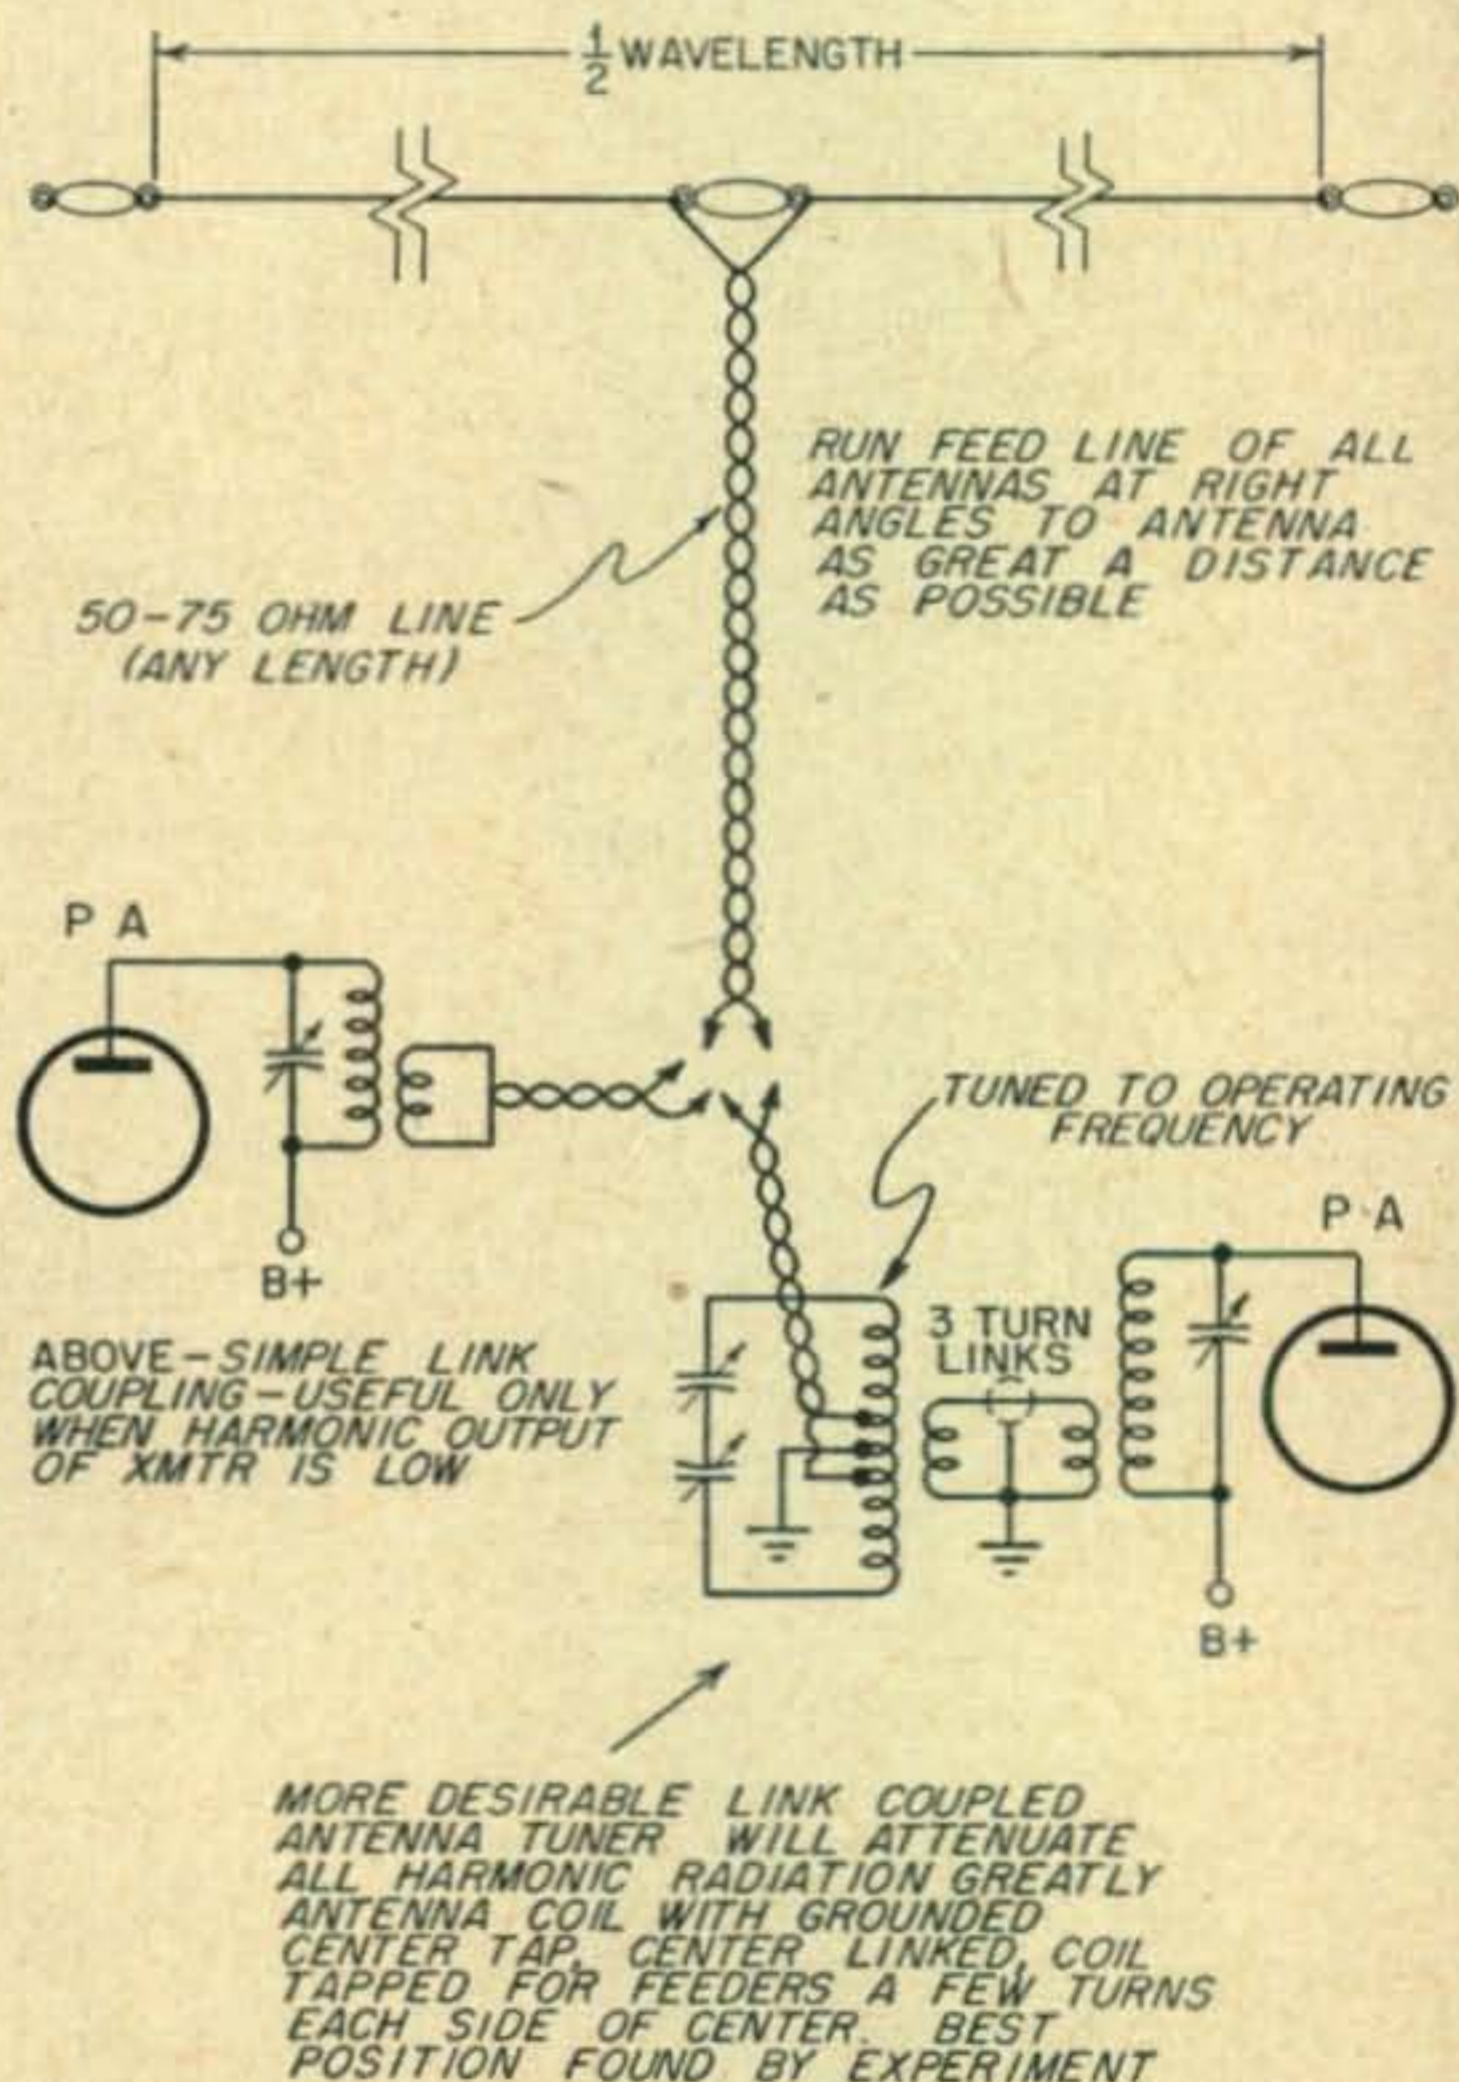 ½ WAVELENGTH
RUN FEED LINE OF ALL
ANTENNAS AT RIGHT
ANGLES TO ANTENNA
AS GREAT A DISTANCE
AS POSSIBLE
50-75 OHM LINE
(ANY LENGTH)
P A
B+
ABOVE-SIMPLE LINK
COUPLING-USEFUL ONLY
WHEN HARMONIC OUTPUT
OF XMTR IS LOW
TUNED TO OPERATING
FREQUENCY
P A
3 TURN
LINKS
B+
MORE DESIRABLE LINK COUPLED
ANTENNA TUNER WILL ATTENUATE
ALL HARMONIC RADIATION GREATLY
ANTENNA COIL WITH GROUNDED
CENTER TAP, CENTER LINKED, COIL
TAPPED FOR FEEDERS A FEW TURNS
EACH SIDE OF CENTER. BEST
POSITION FOUND BY EXPERIMENT